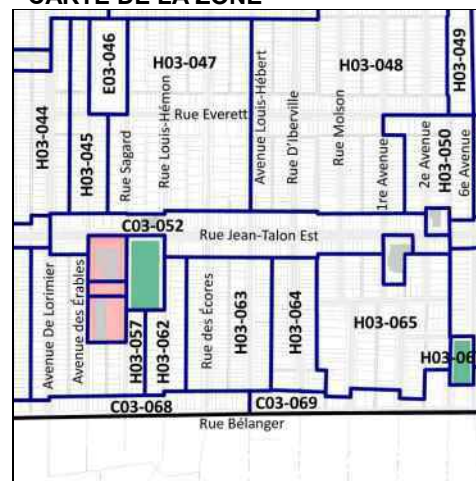 CARTE DE LA ZONE
H03-044
H03-045
E03-046
Rue Sagard
H03-047
Rue Louis-Hémon
Rue Everett
Avenue Louis-Hébert
Rue D'Iberville
H03-048
Rue Molson
1re Avenue
2e Avenue
H03-050
H03-049
6e Avenue
C03-052
Rue Jean-Talon Est
Avenue De Lorimier
Avenue des Érables
H03-057
H03-062
Rue des Écores
H03-063
H03-064
H03-065
H03-06
C03-068
C03-069
Rue Bélanger